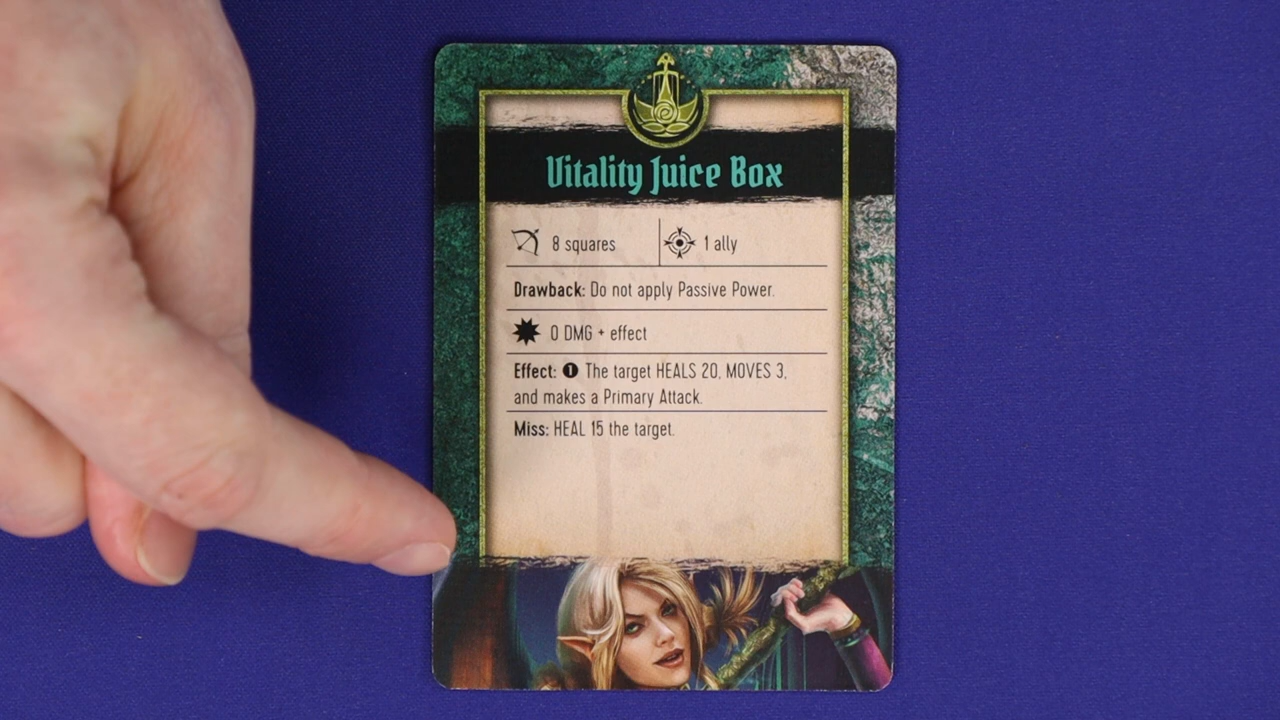 Vitality Juice Box
8 squares
1 ally
Drawback: Do not apply Passive Power.
0 DMG + effect
Effect: ❶ The target HEALS 20, MOVES 3,
and makes a Primary Attack.
Miss: HEAL 15 the target.